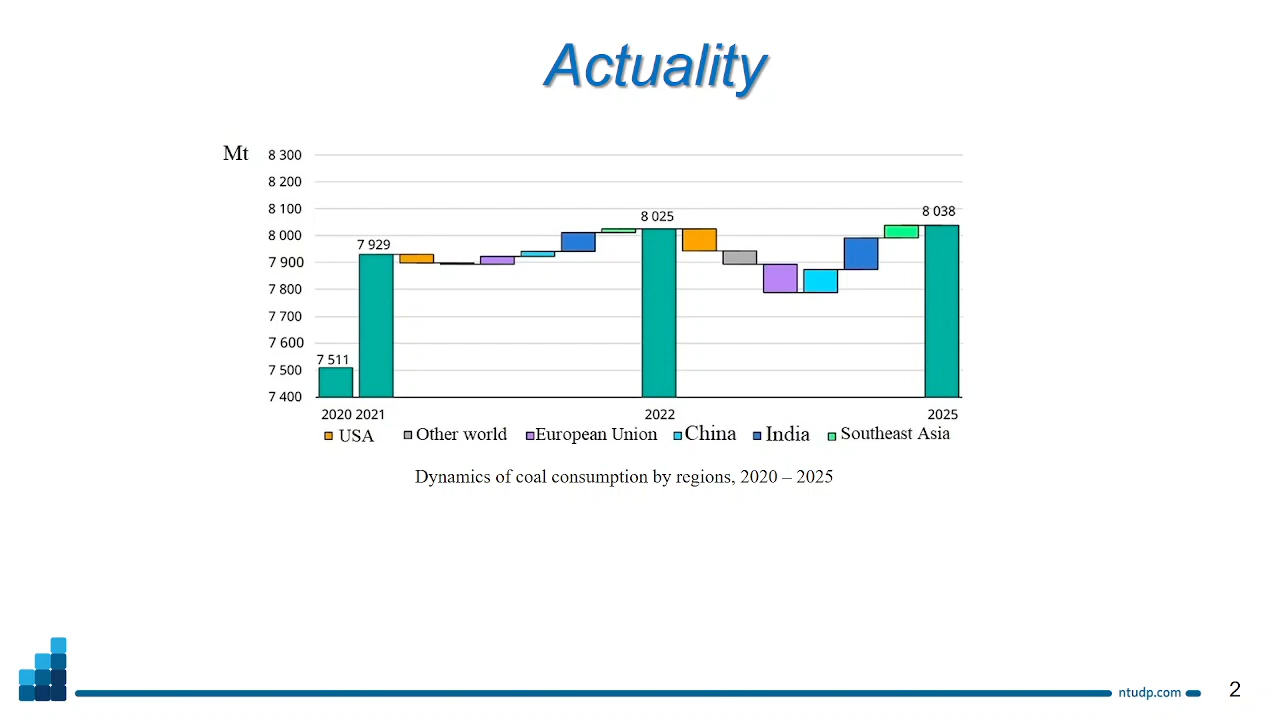 Actuality
Mt
8 300
8 200
8 100
8 000
7 900
7 800
7 700
7 600
7 500
7 400
7 511
7 929
8 025
8 038
2020 2021 2022 2025
USA Other world European Union China India Southeast Asia
Dynamics of coal consumption by regions, 2020 – 2025
ntudp.com
2